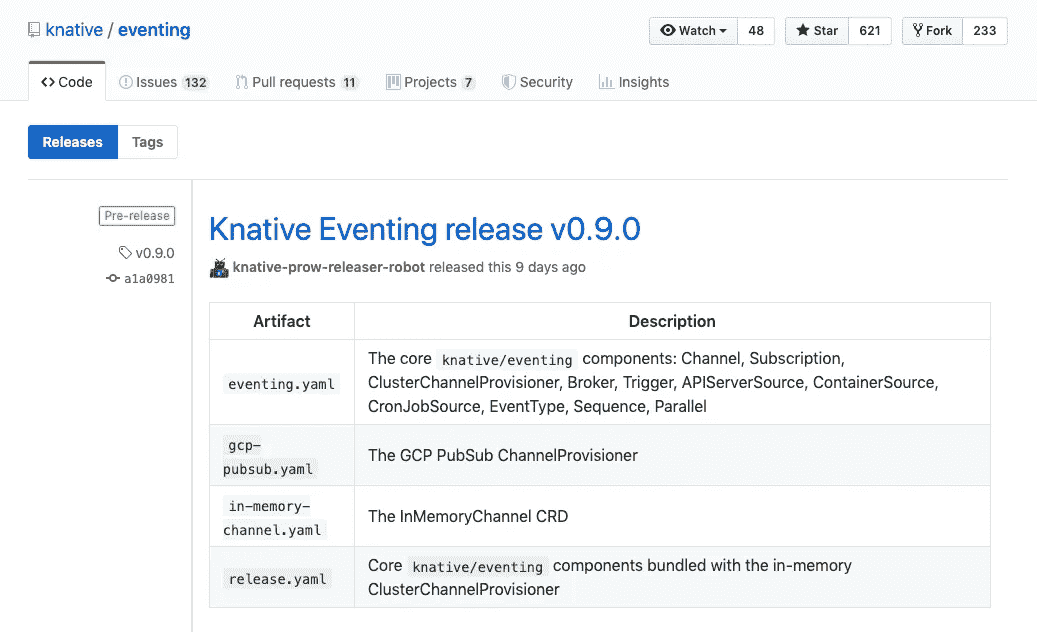 knative / eventing
Watch 48 Star 621 Fork 233
Code Issues 132 Pull requests 11 Projects 7 Security Insights
Releases Tags
Pre-release
v0.9.0
a1a0981
Knative Eventing release v0.9.0
knative-prow-releaser-robot released this 9 days ago
Artifact Description
eventing.yaml
The core knative/eventing components: Channel, Subscription,
ClusterChannelProvisioner, Broker, Trigger, APIServerSource, ContainerSource,
CronJobSource, EventType, Sequence, Parallel
gcp-
pubsub.yaml
The GCP PubSub ChannelProvisioner
in-memory-
channel.yaml
The InMemoryChannel CRD
release.yaml
Core knative/eventing components bundled with the in-memory
ClusterChannelProvisioner